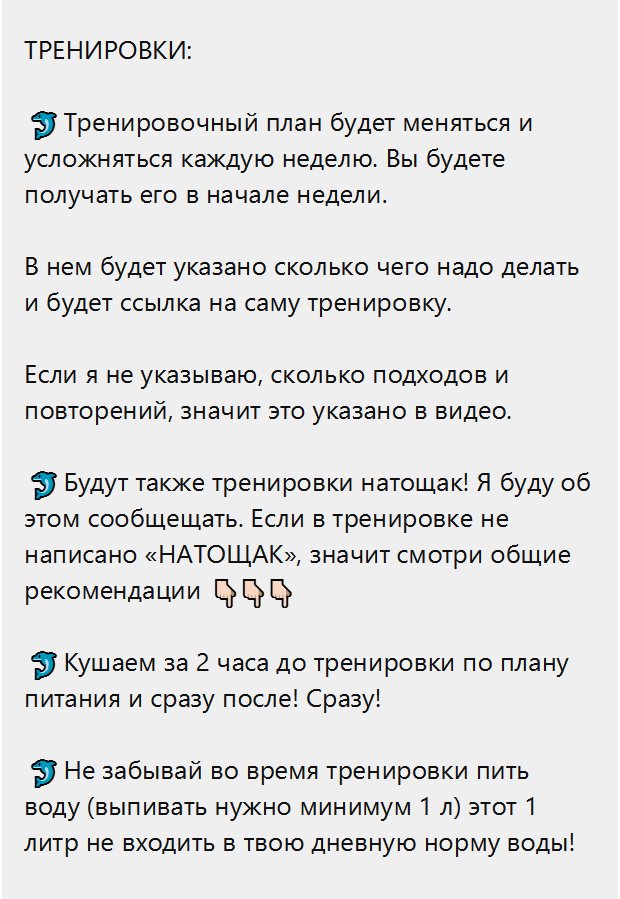 ТРЕНИРОВКИ:
🐬 Тренировочный план будет меняться и
усложняться каждую неделю. Вы будете
получать его в начале недели.
В нем будет указано сколько чего надо делать
и будет ссылка на саму тренировку.
Если я не указываю, сколько подходов и
повторений, значит это указано в видео.
🐬 Будут также тренировки натощак! Я буду об
этом сообщещать. Если в тренировке не
написано «НАТОЩАК», значит смотри общие
рекомендации 👇🏻👇🏻👇🏻
🐬 Кушаем за 2 часа до тренировки по плану
питания и сразу после! Сразу!
🐬 Не забывай во время тренировки пить
воду (выпивать нужно минимум 1 л) этот 1
литр не входить в твою дневную норму воды!